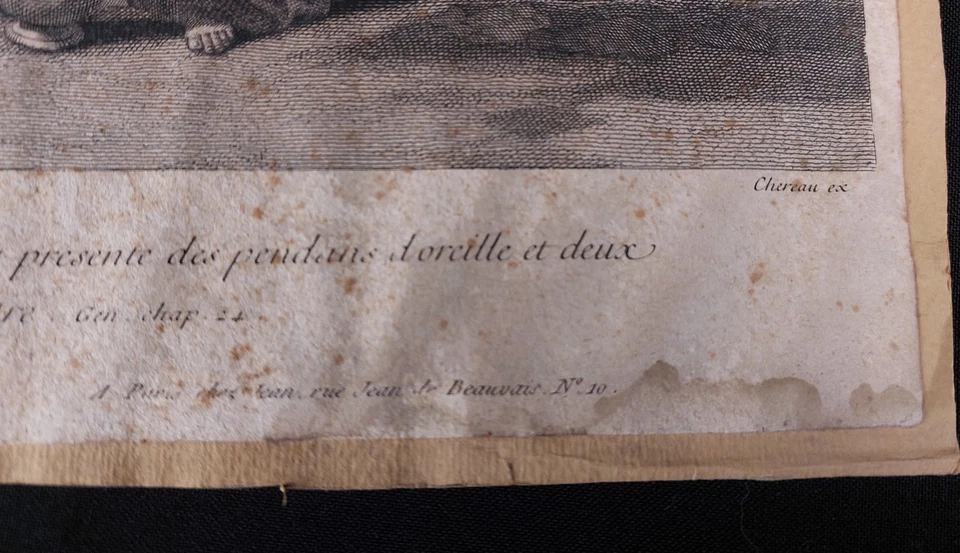 Chereau ex
présente des pendans d'oreille et deux
Gen. chap. 24.
A Paris chez Jean, rue Jean de Beauvais, Nº. 10.